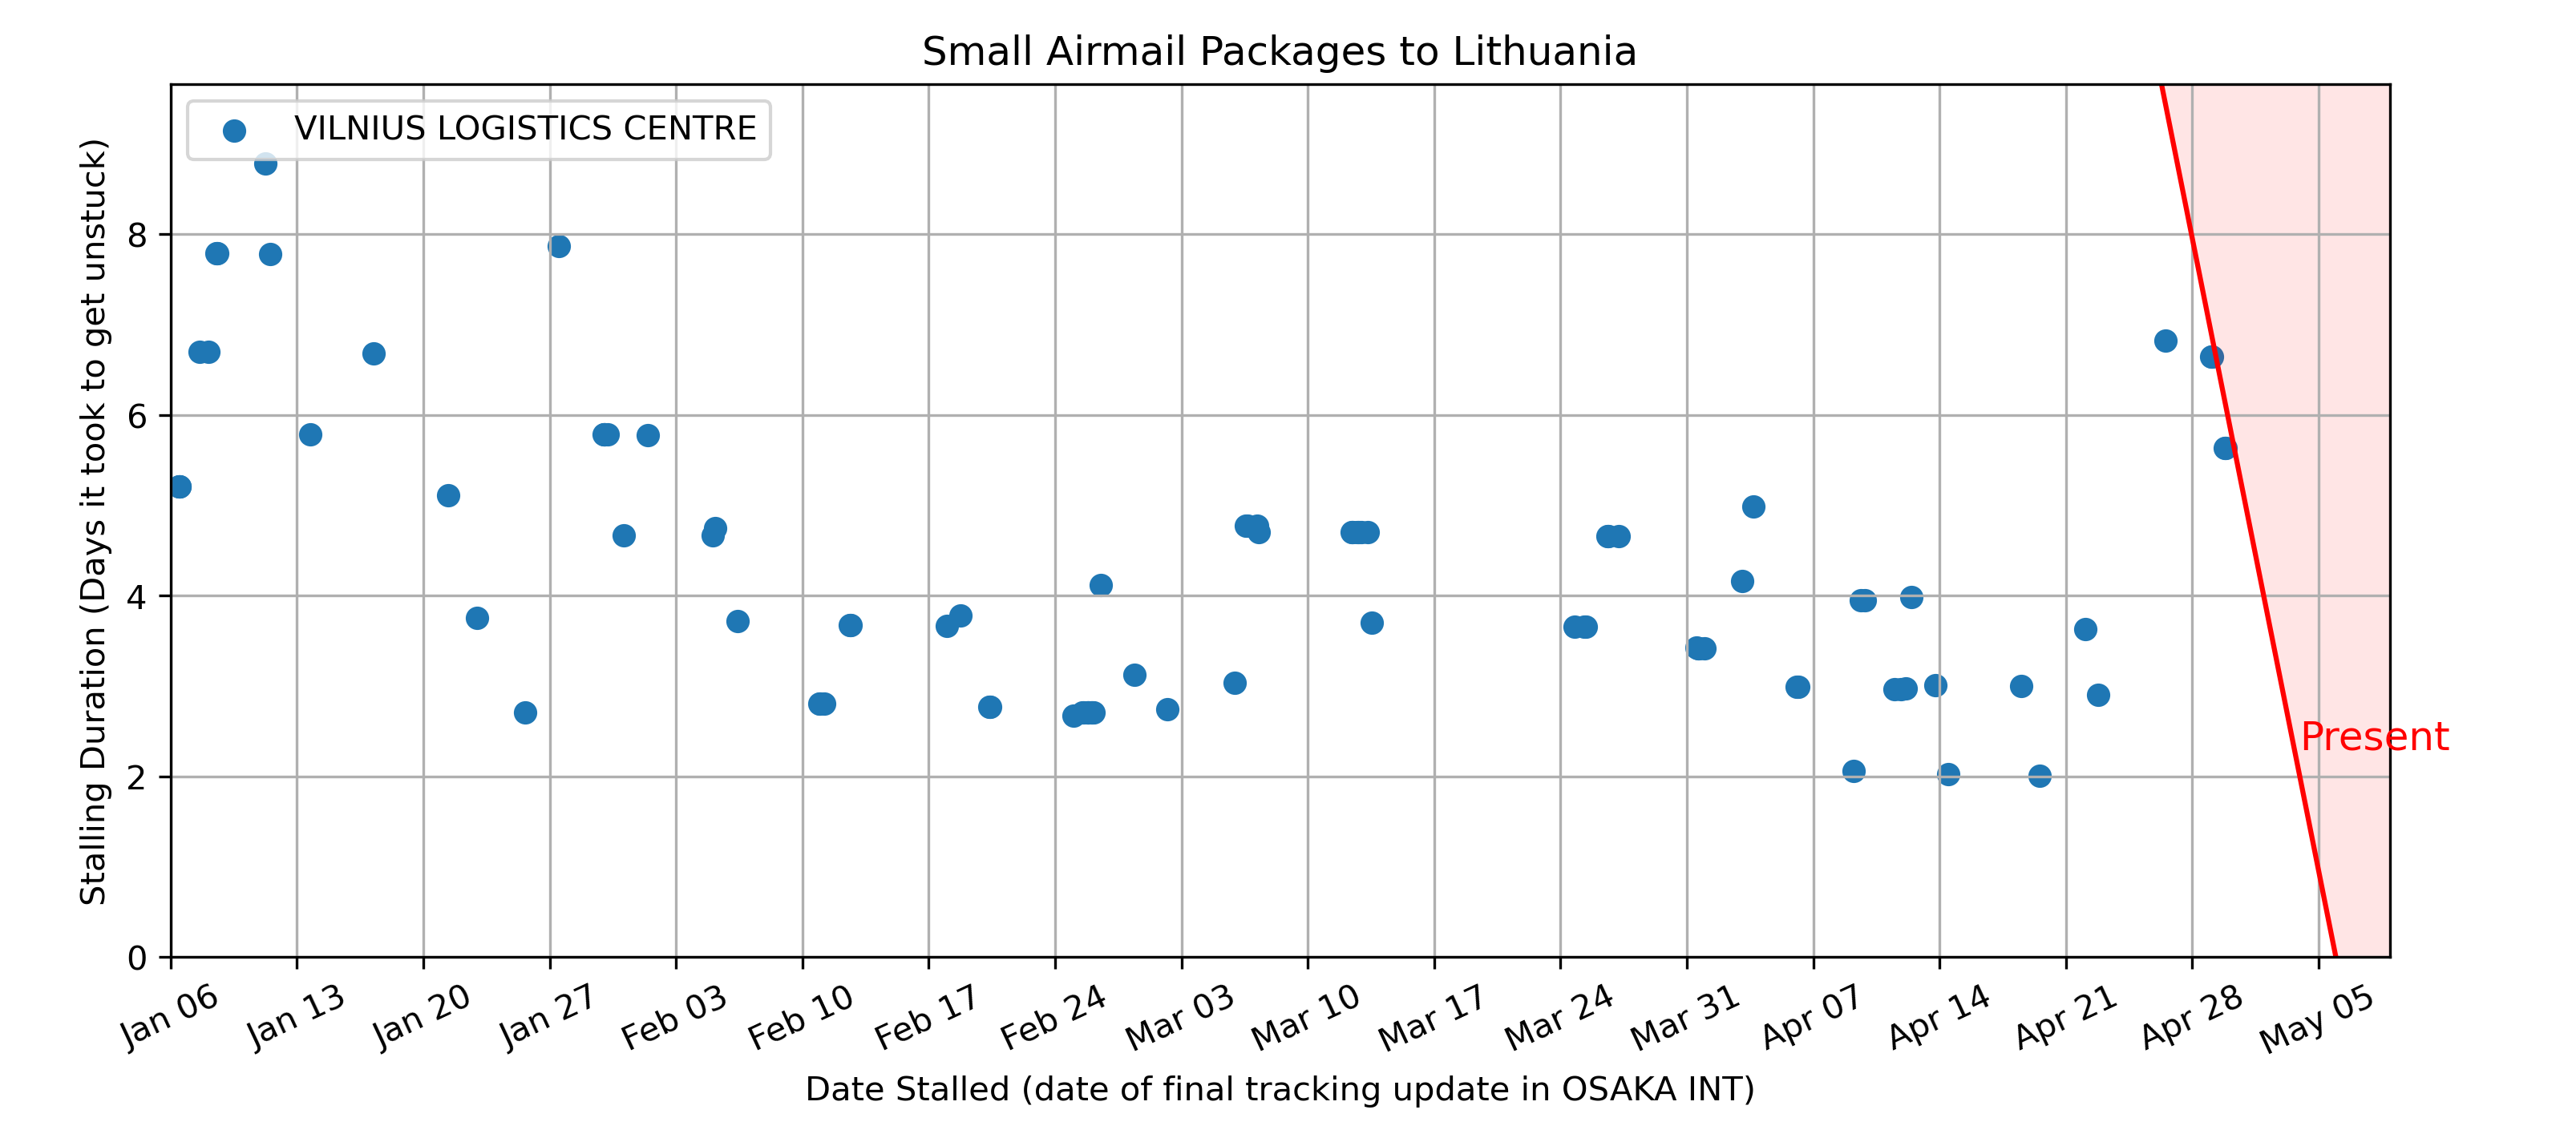 Small Airmail Packages to Lithuania
VILNIUS LOGISTICS CENTRE
Stalling Duration (Days it took to get unstuck)
8
6
4
2
0
Present
Jan 06
Jan 13
Jan 20
Jan 27
Feb 03
Feb 10
Feb 17
Feb 24
Mar 03
Mar 10
Mar 17
Mar 24
Mar 31
Apr 07
Apr 14
Apr 21
Apr 28
May 05
Date Stalled (date of final tracking update in OSAKA INT)